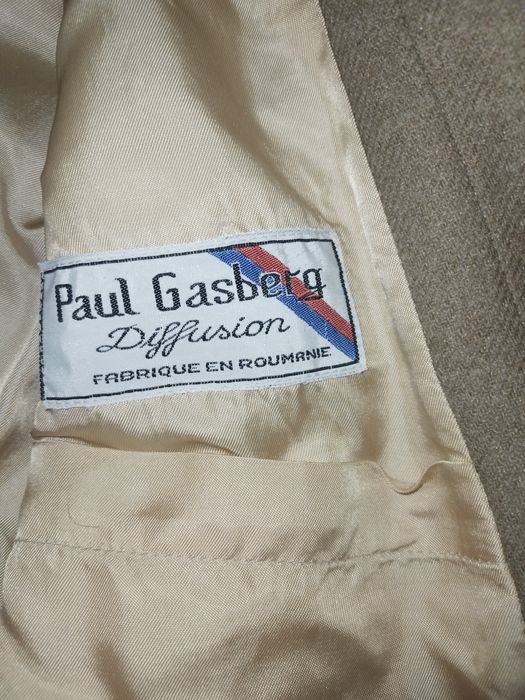 Paul Gasberg
Diffusion
FABRIQUE EN ROUMANIE